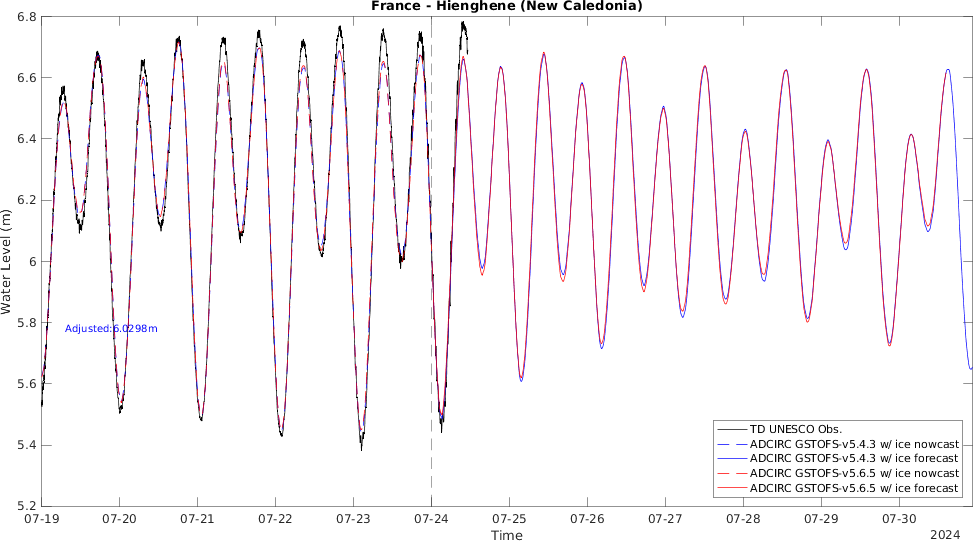 France - Hienghene (New Caledonia)
6.8
6.6
6.4
6.2
6
5.8
5.6
5.4
5.2
Water Level (m)
Adjusted:6.0298m
TD UNESCO Obs.
ADCIRC GSTOFS-v5.4.3 w/ ice nowcast
ADCIRC GSTOFS-v5.4.3 w/ ice forecast
ADCIRC GSTOFS-v5.6.5 w/ ice nowcast
ADCIRC GSTOFS-v5.6.5 w/ ice forecast
07-19 07-20 07-21 07-22 07-23 07-24 07-25 07-26 07-27 07-28 07-29 07-30
Time
2024